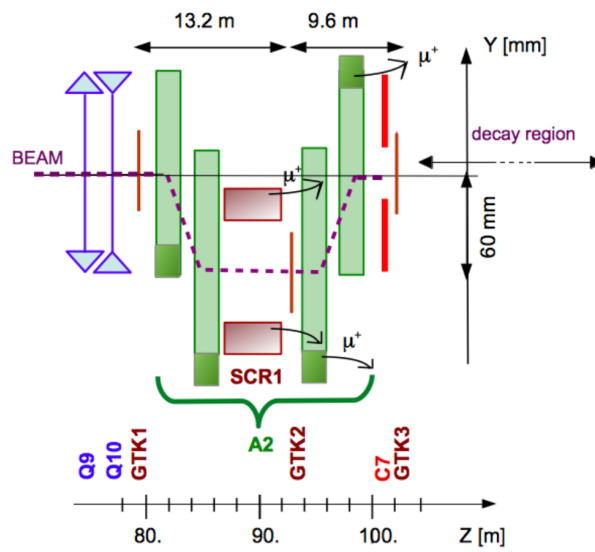 13.2 m
9.6 m
μ+
Y [mm]
BEAM
decay region
μ+
60 mm
μ+
SCR1
Q9
Q10
GTK1
A2
GTK2
C7
GTK3
80.
90.
100.
Z [m]